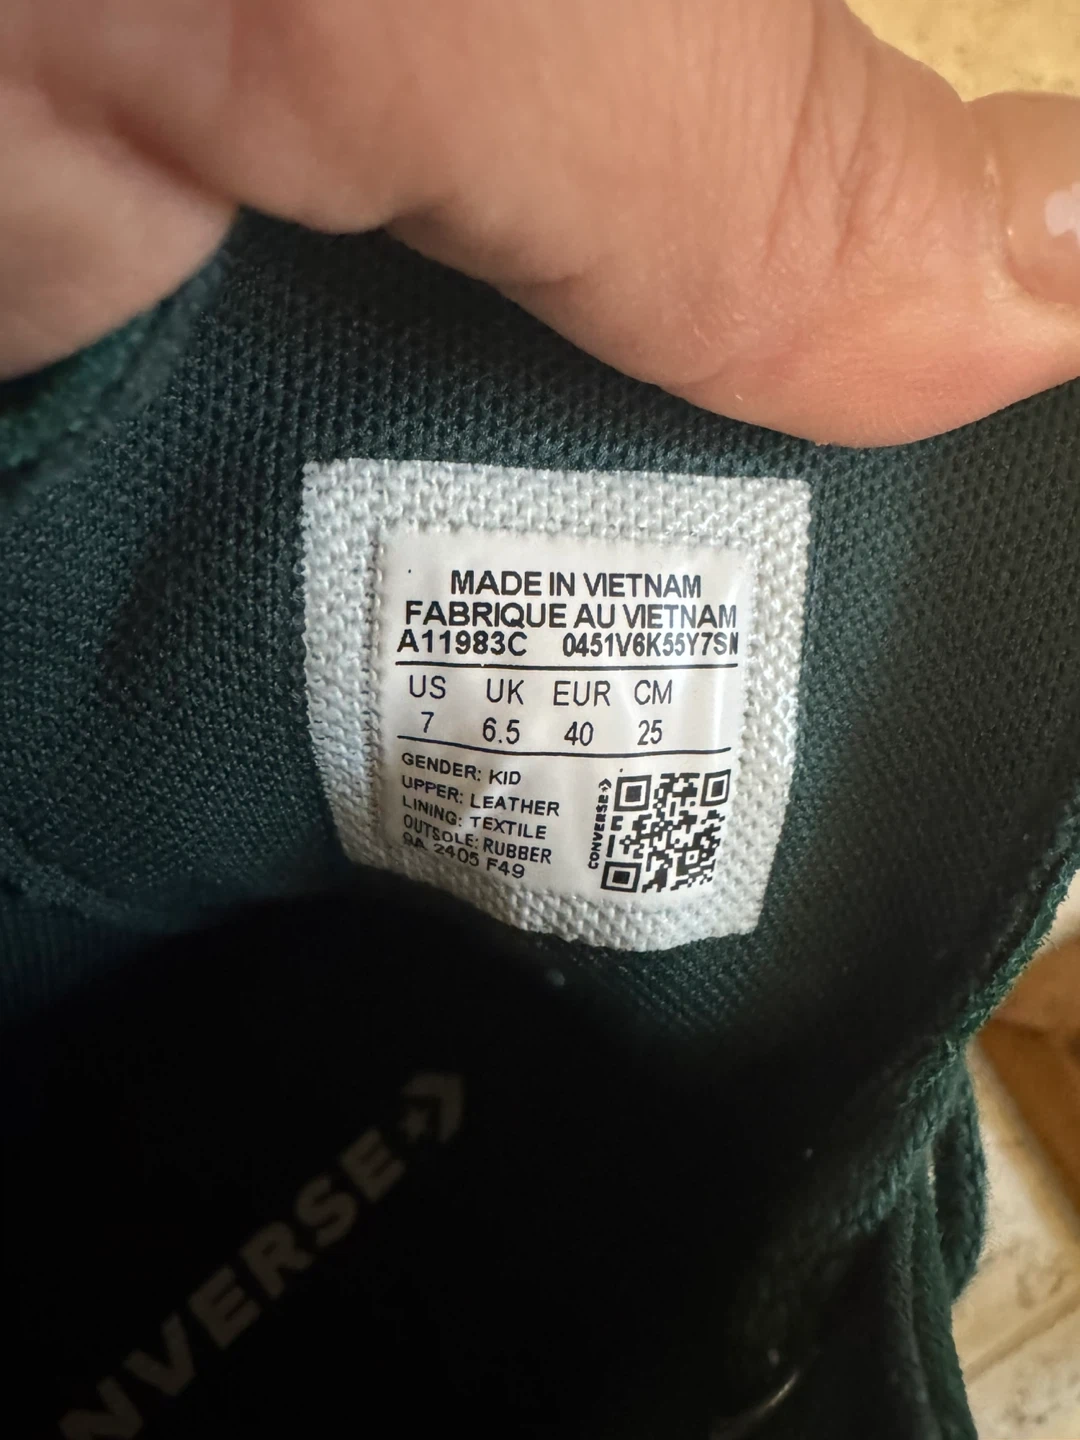 MADE IN VIETNAM
FABRIQUE AU VIETNAM
A11983C 0451V6K55Y7SN
US UK EUR CM
7 6.5 40 25
GENDER: KID
UPPER: LEATHER
LINING: TEXTILE
OUTSOLE: RUBBER
9A 2405 F49
CONVERSE
NVERSE